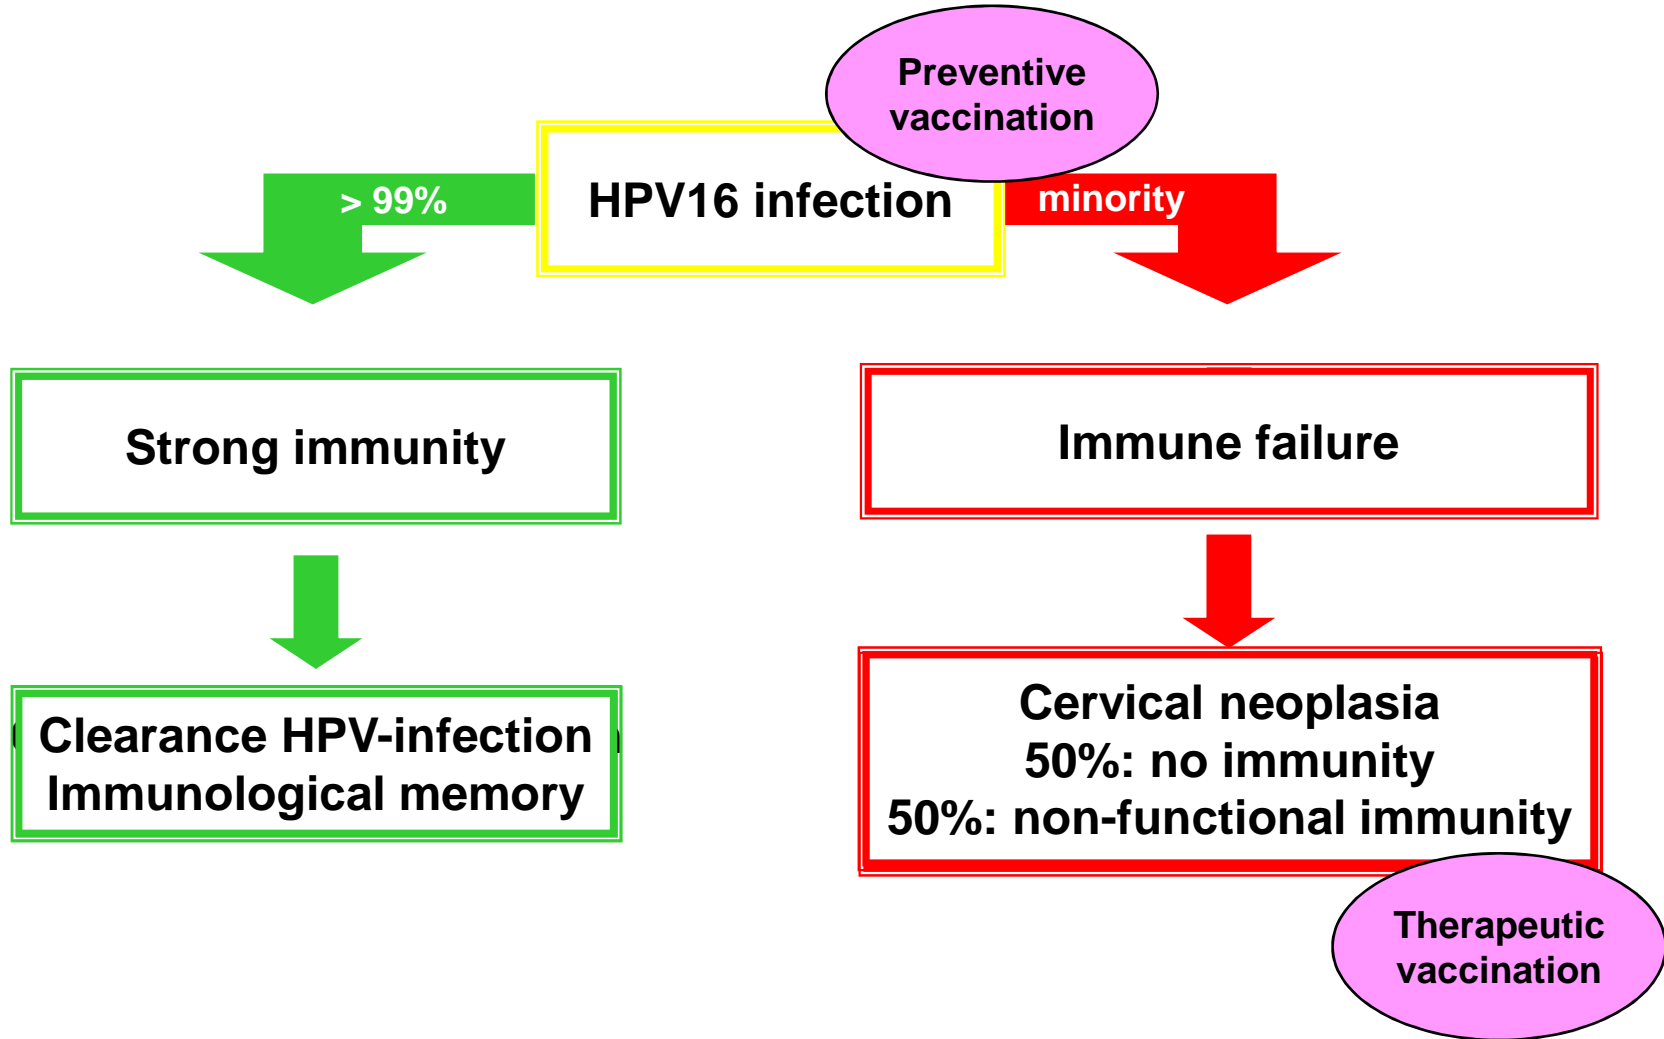 Preventive
vaccination
> 99%
HPV16 infection
minority
Strong immunity
Immune failure
Clearance HPV-infection
Immunological memory
Cervical neoplasia
50%: no immunity
50%: non-functional immunity
Therapeutic
vaccination